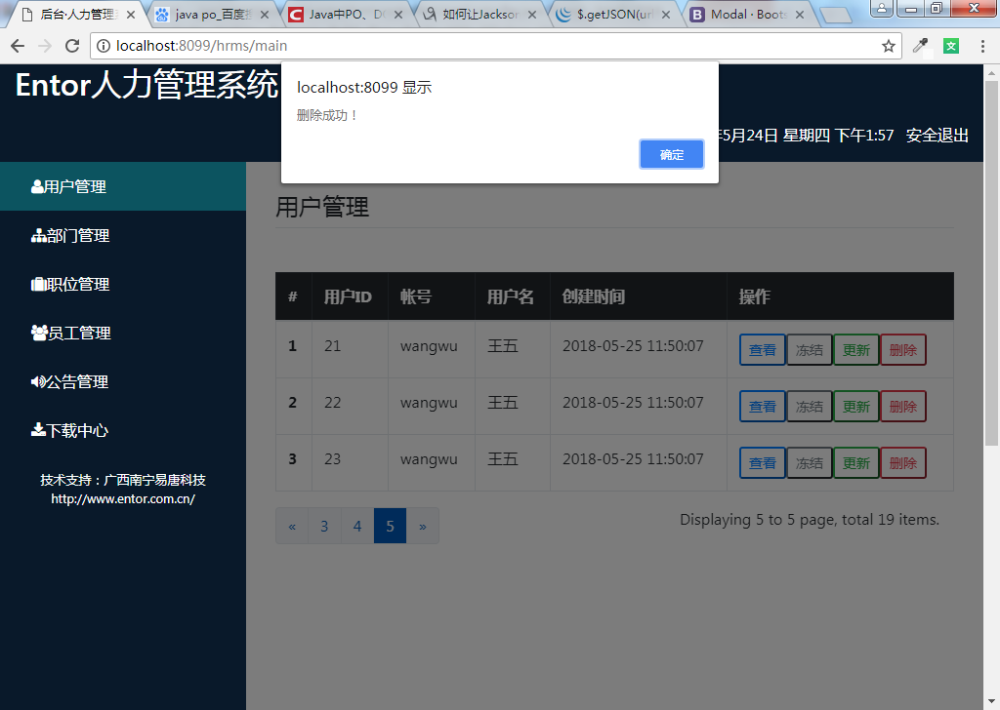 后台·人力管理
java po_百度
Java中PO、D
如何让Jackson
$.getJSON(url
Modal · Boots
localhost:8099/hrms/main
Entor人力管理系统
localhost:8099 显示
删除成功！
确定
5月24日 星期四 下午1:57 安全退出
用户管理
部门管理
职位管理
员工管理
公告管理
下载中心
技术支持：广西南宁易唐科技
http://www.entor.com.cn/
用户管理
# 用户ID 帐号 用户名 创建时间 操作
1 21 wangwu 王五 2018-05-25 11:50:07 查看 冻结 更新 删除
2 22 wangwu 王五 2018-05-25 11:50:07 查看 冻结 更新 删除
3 23 wangwu 王五 2018-05-25 11:50:07 查看 冻结 更新 删除
« 3 4 5 »
Displaying 5 to 5 page, total 19 items.